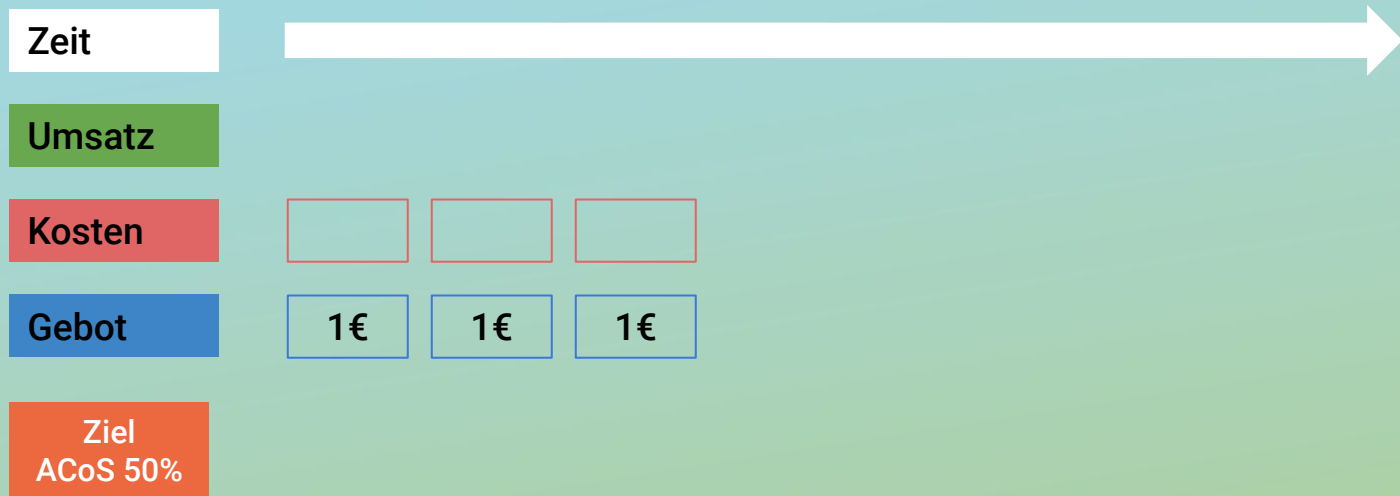 Zeit
Umsatz
Kosten
Gebot 1€ 1€ 1€
Ziel
ACoS 50%